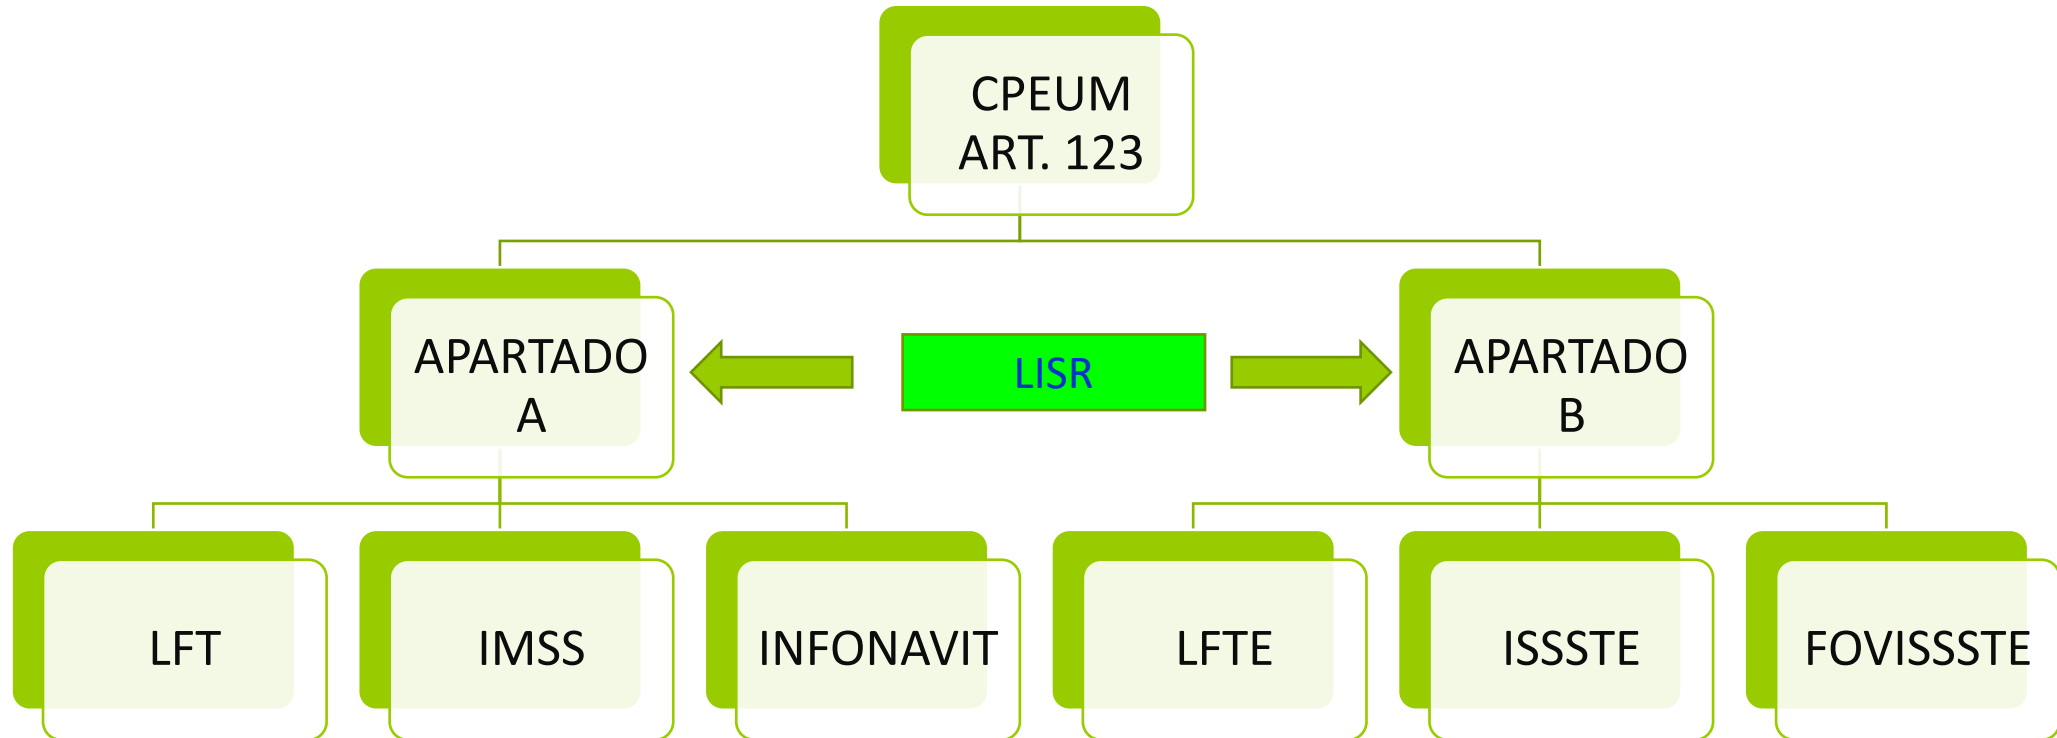 CPEUM
ART. 123
APARTADO
A
LISR
APARTADO
B
LFT
IMSS
INFONAVIT
LFTE
ISSSTE
FOVISSSTE